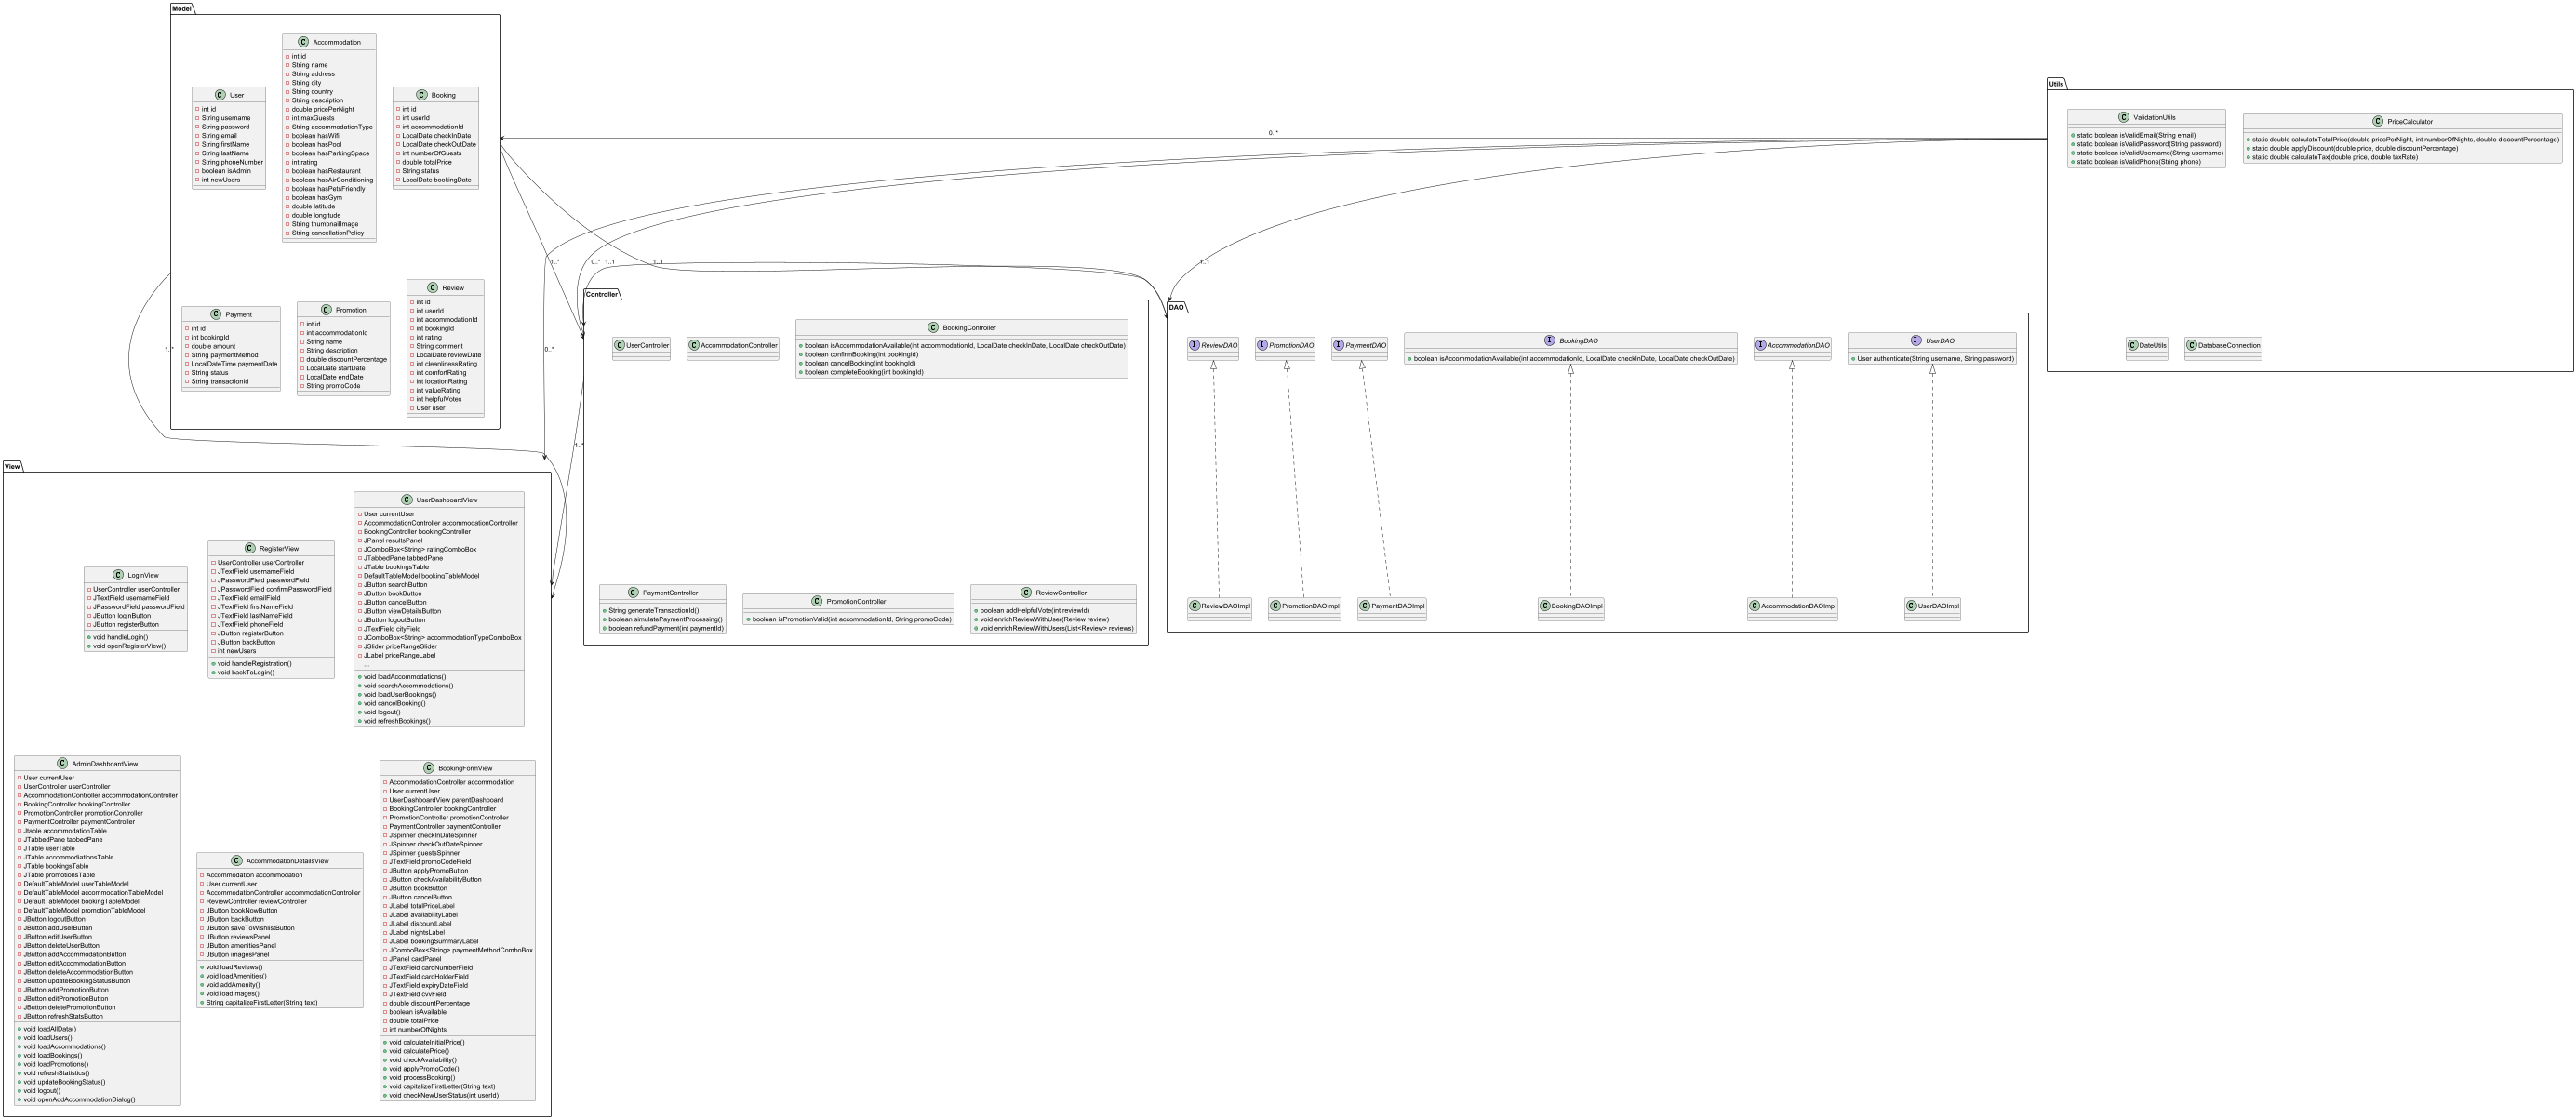 Model
Accommodation
int id
String name
String address
String city
String country
String description
double pricePerNight
int maxGuests
String accommodationType
boolean hasWifi
boolean hasPool
boolean hasParkingSpace
int rating
boolean hasRestaurant
boolean hasAirConditioning
boolean hasPetsFriendly
boolean hasGym
double latitude
double longitude
String thumbnailImage
String cancellationPolicy
User
int id
String username
String password
String email
String firstName
String lastName
String phoneNumber
boolean isAdmin
int newUsers
Booking
int id
int userId
int accommodationId
LocalDate checkInDate
LocalDate checkOutDate
int numberOfGuests
double totalPrice
String status
LocalDate bookingDate
Payment
int id
int bookingId
double amount
String paymentMethod
LocalDateTime paymentDate
String status
String transactionId
Promotion
int id
int accommodationId
String name
String description
double discountPercentage
LocalDate startDate
LocalDate endDate
String promoCode
Review
int id
int userId
int accommodationId
int bookingId
int rating
String comment
LocalDate reviewDate
int cleanlinessRating
int comfortRating
int locationRating
int valueRating
int helpfulVotes
User user
Utils
ValidationUtils
static boolean isValidEmail(String email)
static boolean isValidPassword(String password)
static boolean isValidUsername(String username)
static boolean isValidPhone(String phone)
PriceCalculator
static double calculateTotalPrice(double pricePerNight, int numberOfNights, double discountPercentage)
static double applyDiscount(double price, double discountPercentage)
static double calculateTax(double price, double taxRate)
DateUtils
DatabaseConnection
0..*
1..*
0..*
1..1
1..1
1..1
1..*
0..*
1..*
Controller
UserController
AccommodationController
BookingController
boolean isAccommodationAvailable(int accommodationId, LocalDate checkInDate, LocalDate checkOutDate)
boolean confirmBooking(int bookingId)
boolean cancelBooking(int bookingId)
boolean completeBooking(int bookingId)
PaymentController
String generateTransactionId()
boolean simulatePaymentProcessing()
boolean refundPayment(int paymentId)
PromotionController
boolean isPromotionValid(int accommodationId, String promoCode)
ReviewController
boolean addHelpfulVote(int reviewId)
void enrichReviewWithUser(Review review)
void enrichReviewWithUsers(List<Review> reviews)
DAO
ReviewDAO
PromotionDAO
PaymentDAO
BookingDAO
boolean isAccommodationAvailable(int accommodationId, LocalDate checkInDate, LocalDate checkOutDate)
AccommodationDAO
UserDAO
User authenticate(String username, String password)
ReviewDAOImpl
PromotionDAOImpl
PaymentDAOImpl
BookingDAOImpl
AccommodationDAOImpl
UserDAOImpl
View
LoginView
UserController userController
JTextField usernameField
JPasswordField passwordField
JButton loginButton
JButton registerButton
void handleLogin()
void openRegisterView()
RegisterView
UserController userController
JTextField usernameField
JPasswordField passwordField
JPasswordField confirmPasswordField
JTextField emailField
JTextField firstNameField
JTextField lastNameField
JTextField phoneField
JButton registerButton
JButton backButton
int newUsers
void handleRegistration()
void backToLogin()
UserDashboardView
User currentUser
AccommodationController accommodationController
BookingController bookingController
JPanel resultsPanel
JComboBox<String> ratingComboBox
JTabbedPane tabbedPane
JTable bookingsTable
DefaultTableModel bookingTableModel
JButton searchButton
JButton bookButton
JButton cancelButton
JButton viewDetailsButton
JButton logoutButton
JTextField cityField
JComboBox<String> accommodationTypeComboBox
JSlider priceRangeSlider
JLabel priceRangeLabel
...
void loadAccommodations()
void searchAccommodations()
void loadUserBookings()
void cancelBooking()
void logout()
void refreshBookings()
AdminDashboardView
User currentUser
UserController userController
AccommodationController accommodationController
BookingController bookingController
PromotionController promotionController
PaymentController paymentController
Jtable accommodationTable
JTabbedPane tabbedPane
JTable userTable
JTable accommodiationsTable
JTable bookingsTable
JTable promotionsTable
DefaultTableModel userTableModel
DefaultTableModel accommodationTableModel
DefaultTableModel bookingTableModel
DefaultTableModel promotionTableModel
JButton logoutButton
JButton addUserButton
JButton editUserButton
JButton deleteUserButton
JButton addAccommodationButton
JButton editAccommodationButton
JButton deleteAccommodationButton
JButton updateBookingStatusButton
JButton addPromotionButton
JButton editPromotionButton
JButton deletePromotionButton
JButton refreshStatsButton
void loadAllData()
void loadUsers()
void loadAccommodations()
void loadBookings()
void loadPromotions()
void refreshStatistics()
void updateBookingStatus()
void logout()
void openAddAccommodationDialog()
AccommodationDetailsView
Accommodation accommodation
User currentUser
AccommodationController accommodationController
ReviewController reviewController
JButton bookNowButton
JButton backButton
JButton saveToWishlistButton
JButton reviewsPanel
JButton amenitiesPanel
JButton imagesPanel
void loadReviews()
void loadAmenities()
void addAmenity()
void loadImages()
String capitalizeFirstLetter(String text)
BookingFormView
AccommodationController accommodation
User currentUser
UserDashboardView parentDashboard
BookingController bookingController
PromotionController promotionController
PaymentController paymentController
JSpinner checkInDateSpinner
JSpinner checkOutDateSpinner
JSpinner guestsSpinner
JTextField promoCodeField
JButton applyPromoButton
JButton checkAvailabilityButton
JButton bookButton
JButton cancelButton
JLabel totalPriceLabel
JLabel availabilityLabel
JLabel discountLabel
JLabel nightsLabel
JLabel bookingSummaryLabel
JComboBox<String> paymentMethodComboBox
JPanel cardPanel
JTextField cardNumberField
JTextField cardHolderField
JTextField expiryDateField
JTextField cvvField
double discountPercentage
boolean isAvailable
double totalPrice
int numberOfNights
void calculateInitialPrice()
void calculatePrice()
void checkAvailability()
void applyPromoCode()
void processBooking()
void capitalizeFirstLetter(String text)
void checkNewUserStatus(int userId)